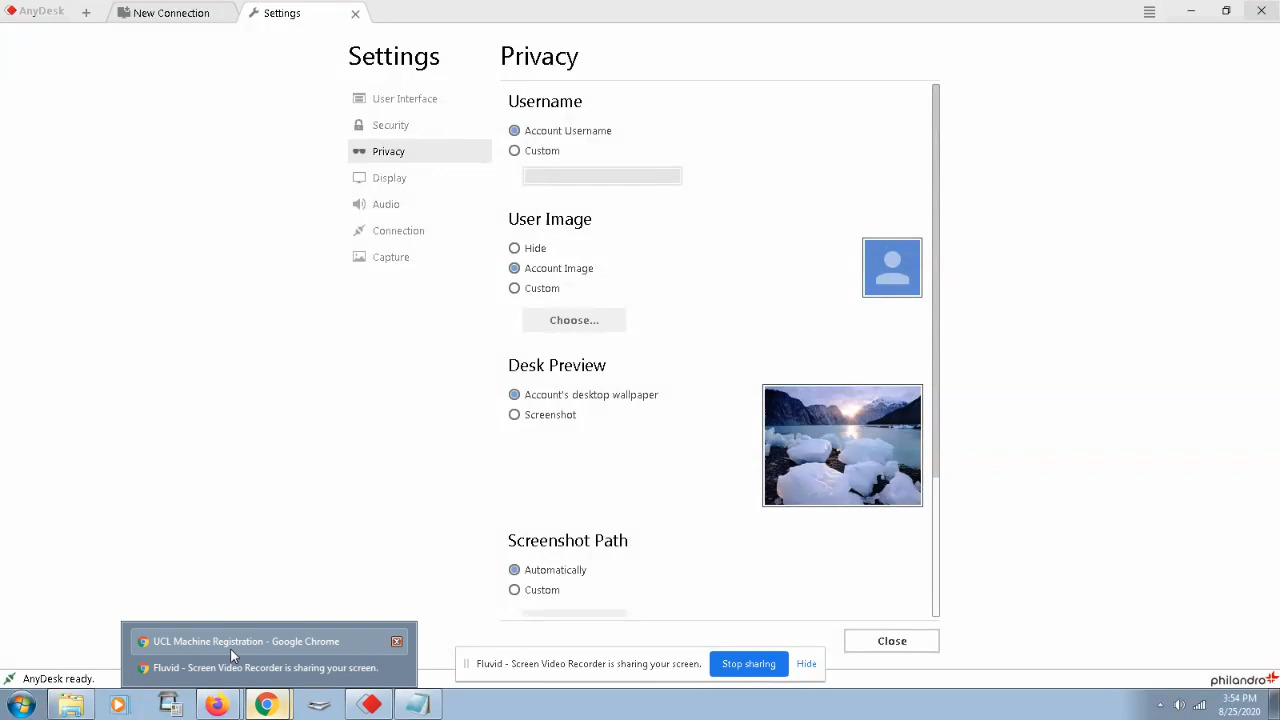 AnyDesk
+
New Connection
Settings
Settings
User Interface
Security
Privacy
Display
Audio
Connection
Capture
Privacy
Username
Account Username
Custom
User Image
Hide
Account Image
Custom
Choose...
Desk Preview
Account's desktop wallpaper
Screenshot
Screenshot Path
Automatically
Custom
Close
UCL Machine Registration - Google Chrome
Fluvid - Screen Video Recorder is sharing your screen.
Fluvid - Screen Video Recorder is sharing your screen.
Stop sharing
Hide
AnyDesk ready.
philandro
3:54 PM
8/25/2020